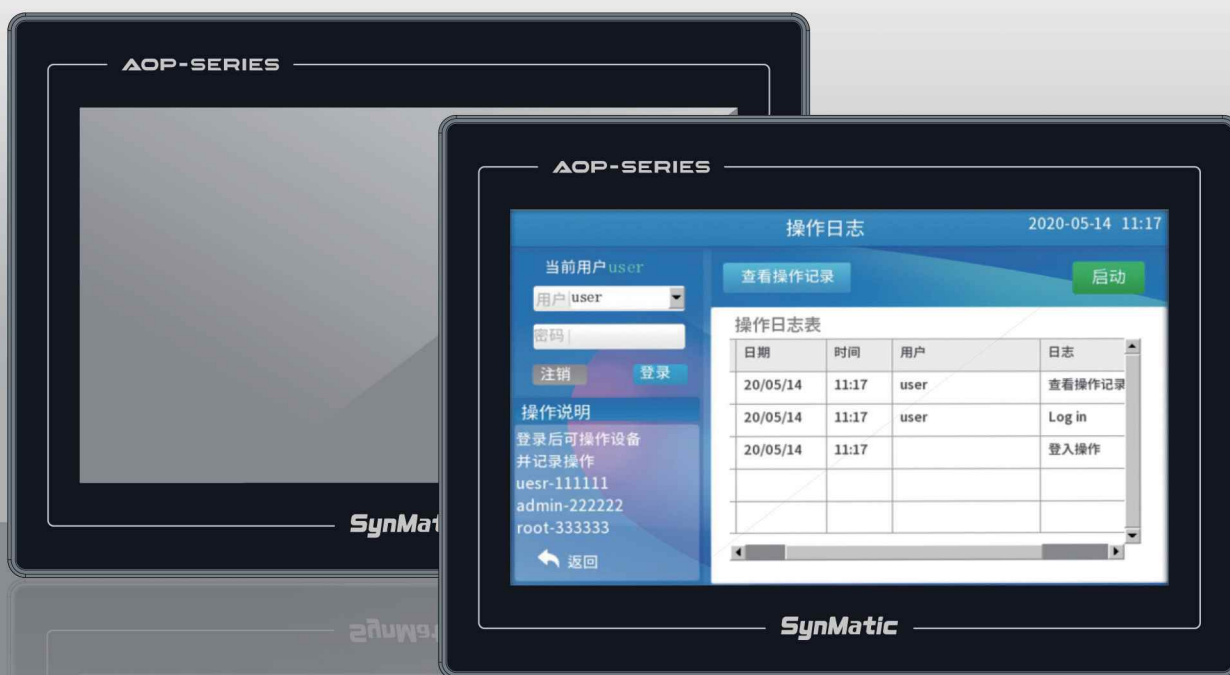 AOP-SERIES
AOP-SERIES
操作日志 2020-05-14 11:17
当前用户user
用户 user
密码
注销 登录
操作说明
登录后可操作设备
并记录操作
uesr-111111
admin-222222
root-333333
返回
查看操作记录 启动
操作日志表
日期 时间 用户 日志
20/05/14 11:17 user 查看操作记录
20/05/14 11:17 user Log in
20/05/14 11:17 登入操作
SynMat
SynMatic